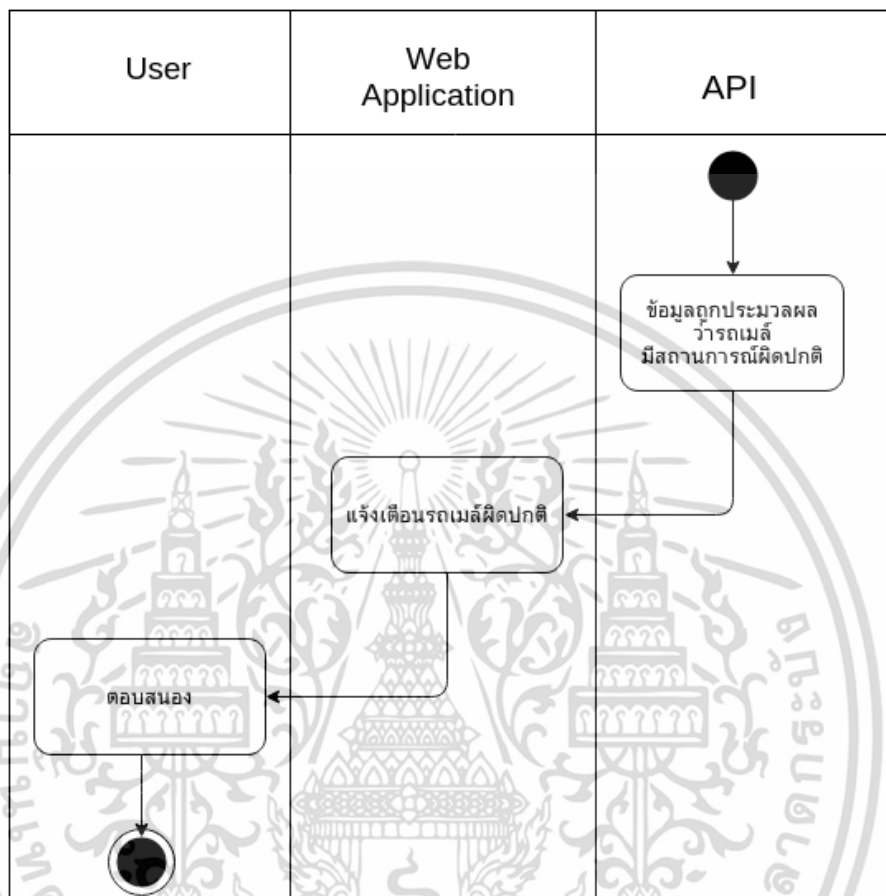 User
Web
Application
API
ข้อมูลถูกประมวลผล
ว่ารถเมล์
มีสถานการณ์ผิดปกติ
แจ้งเตือนรถเมล์ผิดปกติ
ตอบสนอง